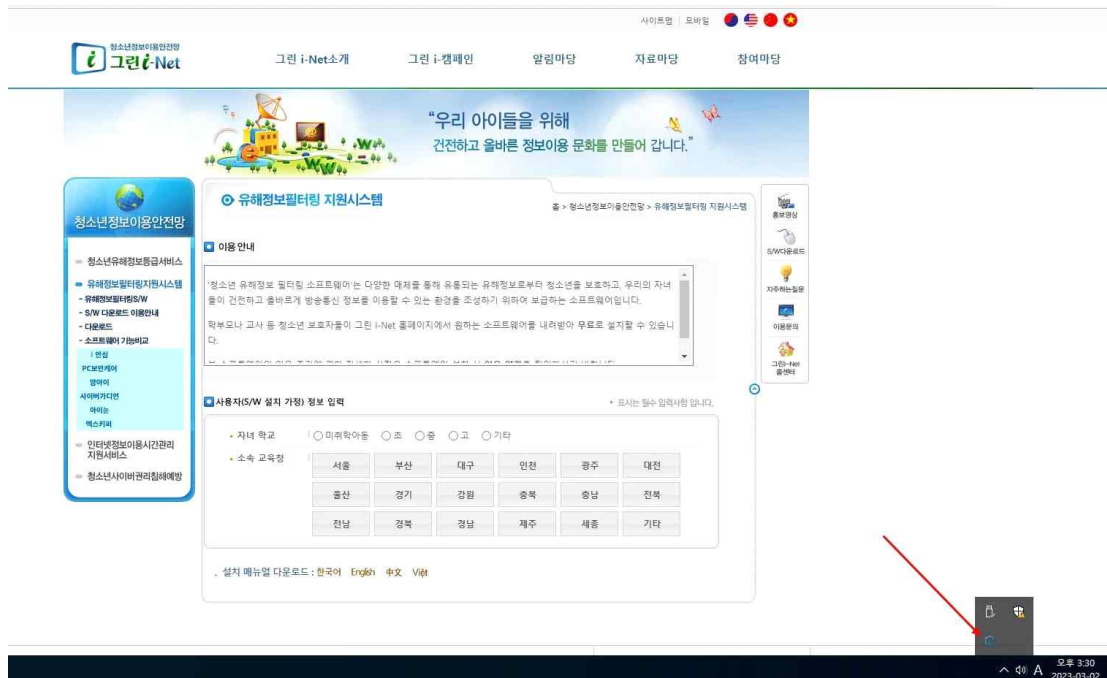 사이트맵 모바일
청소년정보이용안전망
그린 i-Net
그린 i-Net소개 그린 i-캠페인 알림마당 자료마당 참여마당
"우리 아이들을 위해
건전하고 올바른 정보이용 문화를 만들어 갑니다."
WWW
@
청소년정보이용안전망
청소년유해정보등급서비스
유해정보필터링지원시스템
- 유해정보필터링S/W
- S/W 다운로드 이용안내
- 다운로드
- 소프트웨어 기능비교
i 안심
PC보안케어
맘아이
사이버가디언
아이눈
엑스키퍼
인터넷정보이용시간관리
지원서비스
청소년사이버권리침해예방
유해정보필터링 지원시스템
홈 > 청소년정보이용안전망 > 유해정보필터링 지원시스템
이용 안내
'청소년 유해정보 필터링 소프트웨어'는 다양한 매체를 통해 유통되는 유해정보로부터 청소년을 보호하고, 우리의 자녀
들이 건전하고 올바르게 방송통신 정보를 이용할 수 있는 환경을 조성하기 위하여 보급하는 소프트웨어입니다.
학부모나 교사 등 청소년 보호자들이 그린 i-Net 홈페이지에서 원하는 소프트웨어를 내려받아 무료로 설치할 수 있습니
다.
사용자(S/W 설치 가정) 정보 입력
• 표시는 필수 입력사항 입니다.
• 자녀 학교 미취학아동 초 중 고 기타
• 소속 교육청 서울 부산 대구 인천 광주 대전
울산 경기 강원 충북 충남 전북
전남 경북 경남 제주 세종 기타
설치 매뉴얼 다운로드 : 한국어 English 中文 Việt
홍보영상
S/W다운로드
자주하는질문
이용문의
그린i-Net
콜센터
A 오후 3:30
2023-03-02